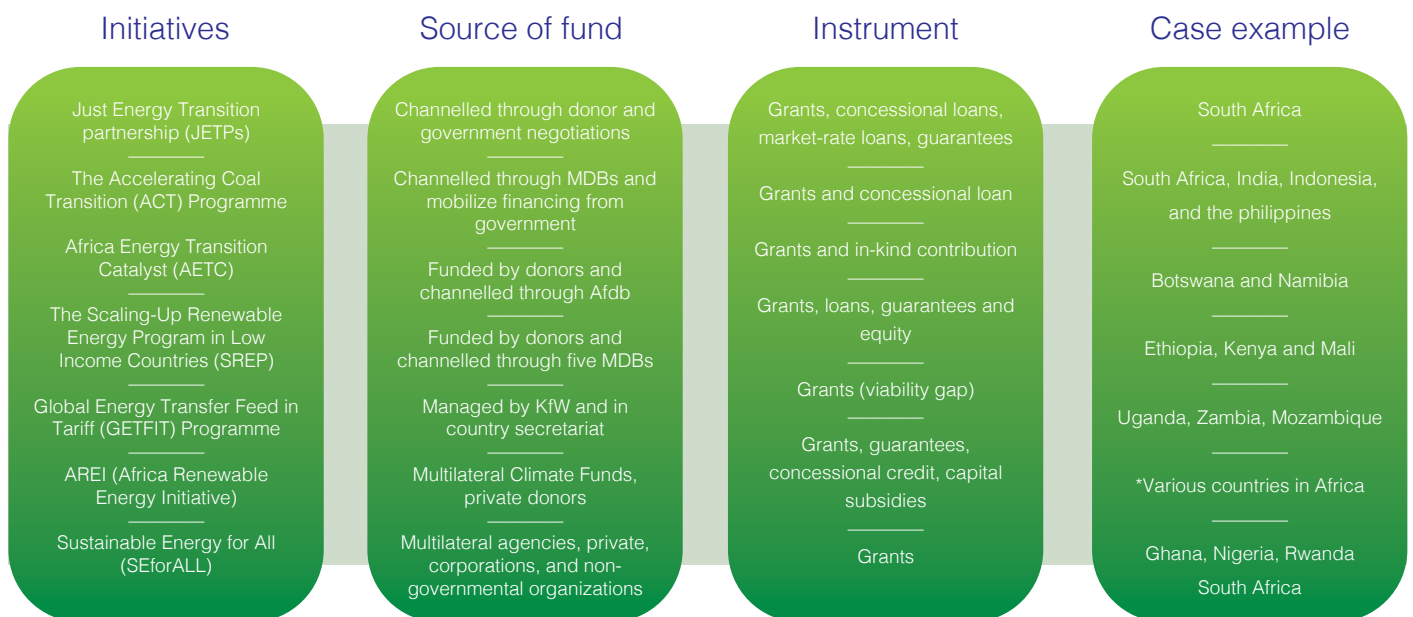 Initiatives
Just Energy Transition
partnership (JETPs)
The Accelerating Coal
Transition (ACT) Programme
Africa Energy Transition
Catalyst (AETC)
The Scaling-Up Renewable
Energy Program in Low
Income Countries (SREP)
Global Energy Transfer Feed in
Tariff (GETFIT) Programme
AREI (Africa Renewable
Energy Initiative)
Sustainable Energy for All
(SEforALL)
Source of fund
Channelled through donor and
government negotiations
Channelled through MDBs and
mobilize financing from
government
Funded by donors and
channelled through Afdb
Funded by donors and
channelled through five MDBs
Managed by KfW and in
country secretariat
Multilateral Climate Funds,
private donors
Multilateral agencies, private,
corporations, and non-
governmental organizations
Instrument
Grants, concessional loans,
market-rate loans, guarantees
Grants and concessional loan
Grants and in-kind contribution
Grants, loans, guarantees and
equity
Grants (viability gap)
Grants, guarantees,
concessional credit, capital
subsidies
Grants
Case example
South Africa
South Africa, India, Indonesia,
and the philippines
Botswana and Namibia
Ethiopia, Kenya and Mali
Uganda, Zambia, Mozambique
*Various countries in Africa
Ghana, Nigeria, Rwanda
South Africa